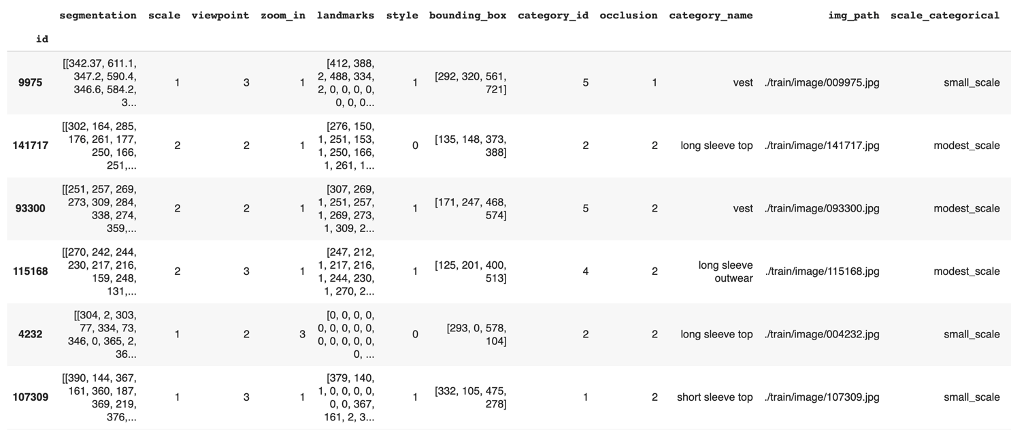 segmentation scale viewpoint zoom_in landmarks style bounding_box category_id occlusion category_name img_path scale_categorical
id
[[342.37, 611.1, [412, 388,
347.2, 590.4, 2, 488, 334, [292, 320, 561,
9975 1 3 1 1 5 1 vest ./train/image/009975.jpg small_scale
346.6, 584.2, 2, 0, 0, 0, 0, 721]
3... 0, 0, 0...
[[302, 164, 285, [276, 150,
176, 261, 177, 1, 251, 153, [135, 148, 373,
141717 2 2 1 0 2 2 long sleeve top ./train/image/141717.jpg modest_scale
250, 166, 1, 250, 166, 388]
251,... 1, 261, 1...
[[251, 257, 269, [307, 269,
273, 309, 284, 1, 251, 257, [171, 247, 468,
93300 2 2 1 1 5 2 vest ./train/image/093300.jpg modest_scale
338, 274, 1, 269, 273, 574]
359,... 1, 309, 2...
[[270, 242, 244, [247, 212,
230, 217, 216, 1, 217, 216, [125, 201, 400, long sleeve
115168 2 3 1 1 4 2 ./train/image/115168.jpg modest_scale
159, 248, 1, 244, 230, 513] outwear
131,... 1, 270, 2...
[[304, 2, 303, [0, 0, 0, 0,
77, 334, 73, 0, 0, 0, 0, 0, [293, 0, 578,
4232 1 2 3 0 2 2 long sleeve top ./train/image/004232.jpg small_scale
346, 0, 365, 2, 0, 0, 0, 0, 0, 104]
36... 0, ...
[[390, 144, 367, [379, 140,
161, 360, 187, 1, 0, 0, 0, 0, [332, 105, 475,
107309 1 3 1 1 1 2 short sleeve top ./train/image/107309.jpg small_scale
369, 219, 0, 0, 367, 278]
376,... 161, 2, 3...